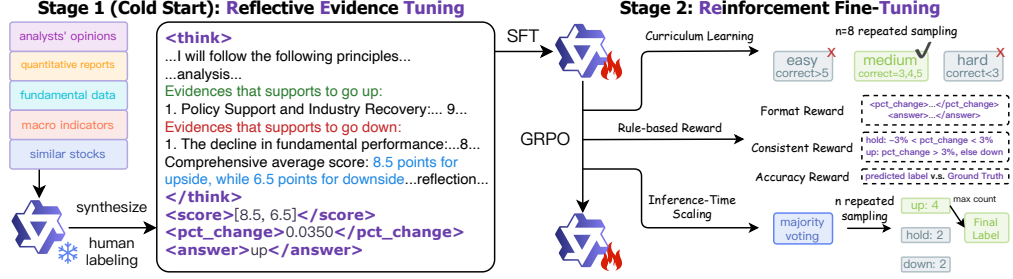 Stage 1 (Cold Start): Reflective Evidence Tuning
analysts' opinions
quantitative reports
fundamental data
macro indicators
similar stocks
synthesize
human
labeling
<think>
...I will follow the following principles...
...analysis...
Evidences that supports to go up:
1. Policy Support and Industry Recovery:... 9...
Evidences that supports to go down:
1. The decline in fundamental performance:...8...
Comprehensive average score: 8.5 points for
upside, while 6.5 points for downside...reflection...
</think>
<score>[8.5, 6.5]</score>
<pct_change>0.0350</pct_change>
<answer>up</answer>
SFT
Stage 2: Reinforcement Fine-Tuning
GRPO
Curriculum Learning
n=8 repeated sampling
easy
correct>5
x
medium
correct=3,4,5
hard
correct<3
x
Rule-based Reward
Format Reward
<pct_change>...</pct_change>
<answer>...</answer>
Consistent Reward
hold: -3% < pct_change < 3%
up: pct_change > 3%, else down
Accuracy Reward
predicted label v.s. Ground Truth
Inference-Time
Scaling
majority
voting
n repeated
sampling
up: 4
hold: 2
down: 2
max count
Final
Label